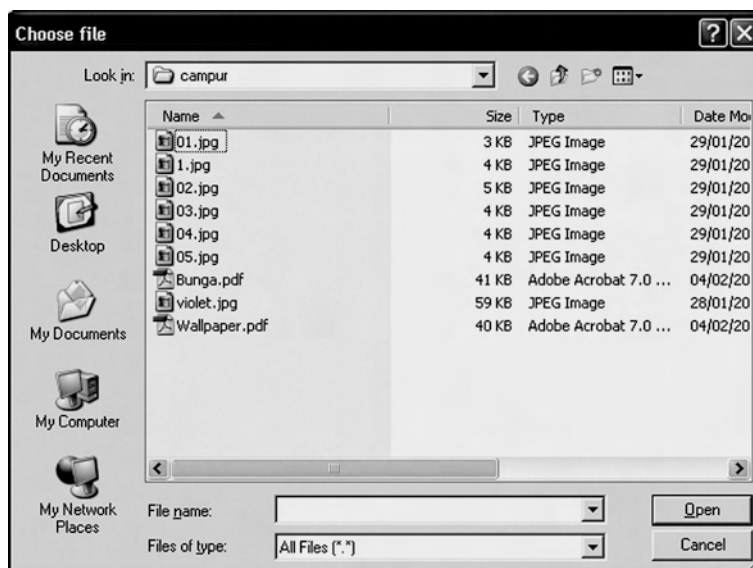 Choose file
Look in: campur
Name Size Type Date Mo
01.jpg 3 KB JPEG Image 29/01/20
1.jpg 4 KB JPEG Image 29/01/20
02.jpg 5 KB JPEG Image 29/01/20
03.jpg 4 KB JPEG Image 29/01/20
04.jpg 4 KB JPEG Image 29/01/20
05.jpg 4 KB JPEG Image 29/01/20
Bunga.pdf 41 KB Adobe Acrobat 7.0 ... 04/02/20
violet.jpg 59 KB JPEG Image 28/01/20
Wallpaper.pdf 40 KB Adobe Acrobat 7.0 ... 04/02/20
My Recent
Documents
Desktop
My Documents
My Computer
My Network
Places
File name: Open
Files of type: All Files (*.*) Cancel